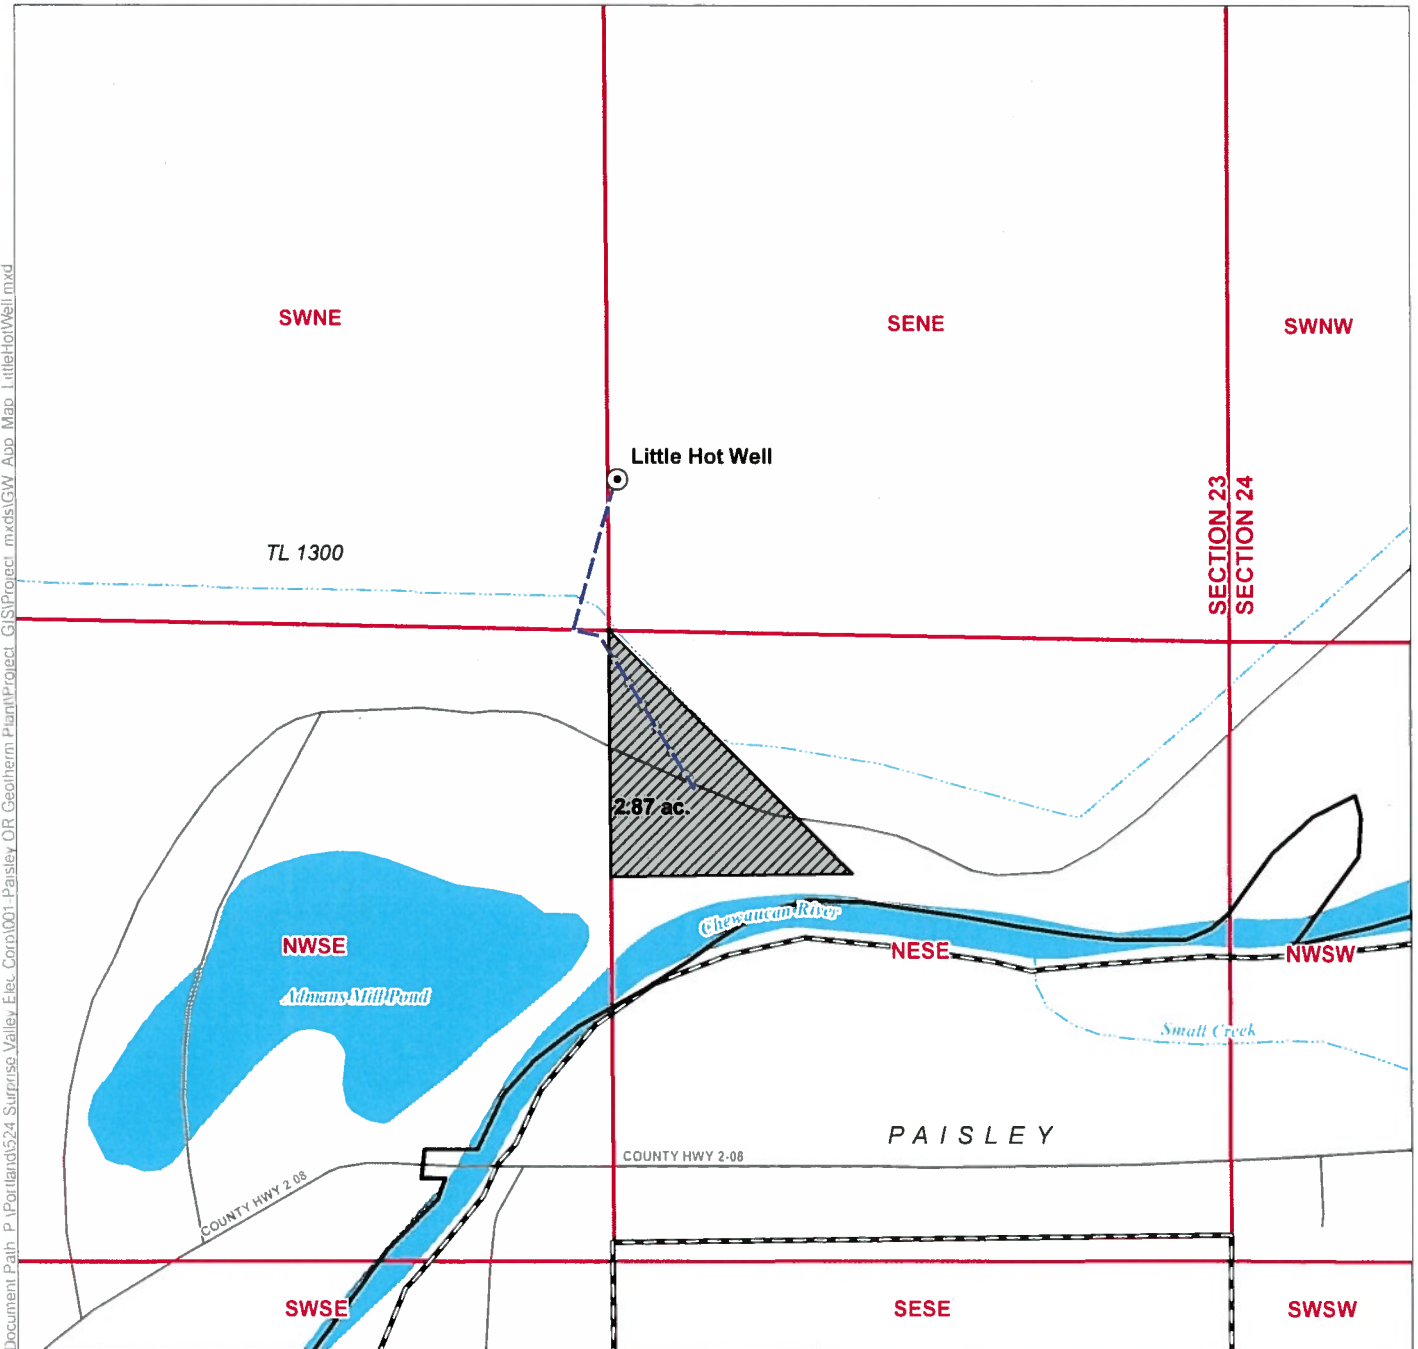 SWNE
SENE
SWNW
Little Hot Well
SECTION 23
SECTION 24
TL 1300
2.87 ac.
Chewaucan River
NWSE
NESE
NWSW
Admans Mill Pond
Small Creek
PAISLEY
COUNTY HWY 2-08
COUNTY HWY 2 08
SWSE
SESE
SWSW
Document Path P \Portland\524 Surprise Valley Elec Corp\001-Paisley OR Geotherm Plant\Project GIS\Project mxds\GW App Map LittleHotWell mxd